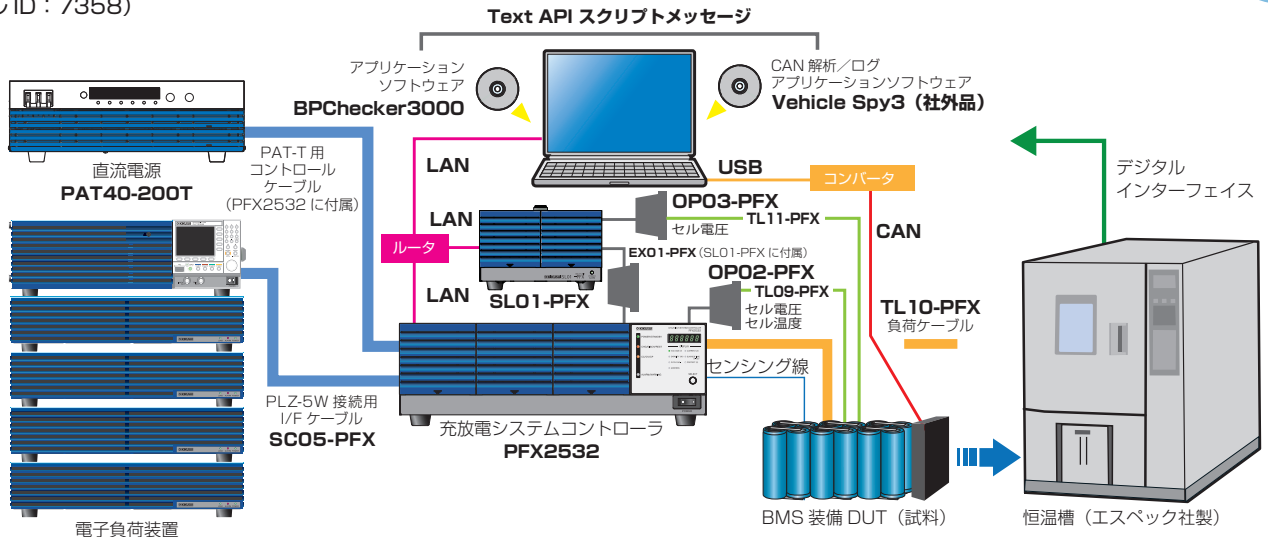 ル ID：7358）
Text API スクリプトメッセージ
アプリケーション
ソフトウェア
BPChecker3000
CAN 解析／ログ
アプリケーションソフトウェア
Vehicle Spy3（社外品）
直流電源
PAT40-200T
PAT-T 用
コントロール
ケーブル
（PFX2532 に付属）
LAN
USB
コンバータ
デジタル
インターフェイス
LAN
OP03-PFX
TL11-PFX
セル電圧
CAN
ルータ
EX01-PFX（SL01-PFX に付属）
OP02-PFX
LAN
SL01-PFX
TL09-PFX
セル電圧
セル温度
TL10-PFX
負荷ケーブル
センシング線
PLZ-5W 接続用
I/F ケーブル
SC05-PFX
充放電システムコントローラ
PFX2532
BMS 装備 DUT（試料）
恒温槽（エスペック社製）
電子負荷装置